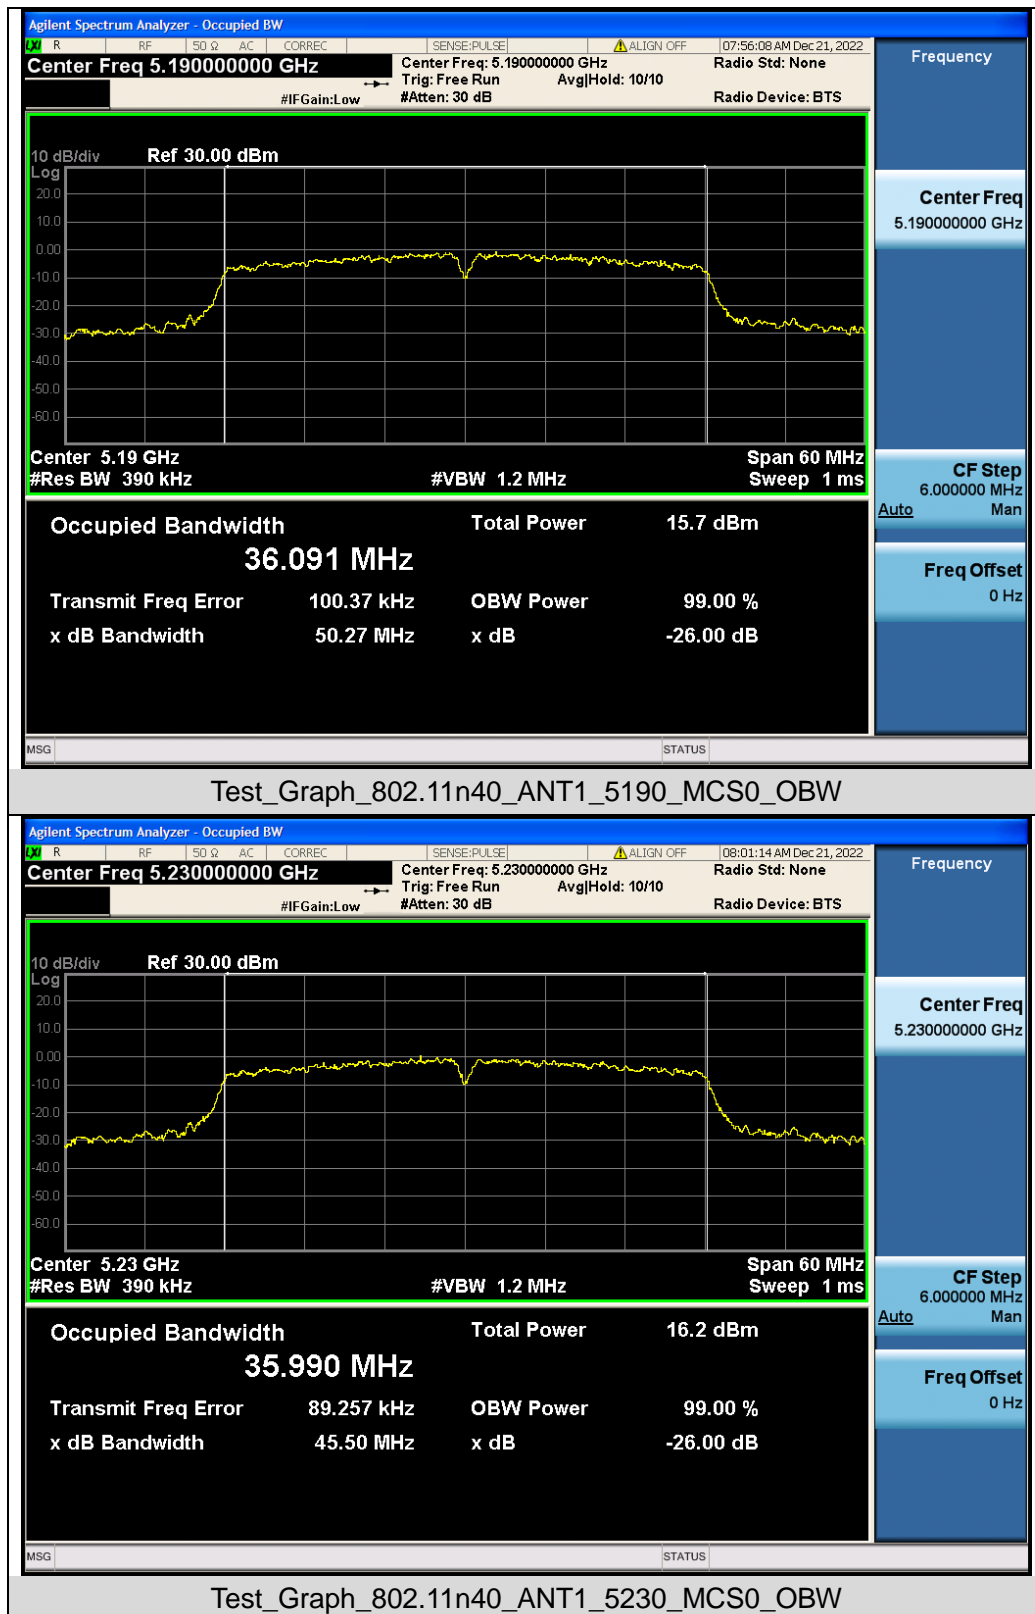 Agilent Spectrum Analyzer - Occupied BW
LXI R RF 50 Ω AC CORREC SENSE:PULSE ALIGN OFF 07:56:08 AM Dec 21, 2022
Center Freq 5.190000000 GHz
Center Freq: 5.190000000 GHz
Radio Std: None
Trig: Free Run Avg|Hold: 10/10
#IFGain:Low
#Atten: 30 dB
Radio Device: BTS
Frequency
10 dB/div Ref 30.00 dBm
Log
20.0
10.0
0.00
-10.0
-20.0
-30.0
-40.0
-50.0
-60.0
Center Freq
5.190000000 GHz
Center 5.19 GHz Span 60 MHz
#Res BW 390 kHz #VBW 1.2 MHz Sweep 1 ms
CF Step
6.000000 MHz
Auto Man
Occupied Bandwidth Total Power 15.7 dBm
36.091 MHz
Freq Offset
0 Hz
Transmit Freq Error 100.37 kHz OBW Power 99.00 %
x dB Bandwidth 50.27 MHz x dB -26.00 dB
MSG STATUS
Test_Graph_802.11n40_ANT1_5190_MCS0_OBW
Agilent Spectrum Analyzer - Occupied BW
LXI R RF 50 Ω AC CORREC SENSE:PULSE ALIGN OFF 08:01:14 AM Dec 21, 2022
Center Freq 5.230000000 GHz
Center Freq: 5.230000000 GHz
Radio Std: None
Trig: Free Run Avg|Hold: 10/10
#IFGain:Low
#Atten: 30 dB
Radio Device: BTS
Frequency
10 dB/div Ref 30.00 dBm
Log
20.0
10.0
0.00
-10.0
-20.0
-30.0
-40.0
-50.0
-60.0
Center Freq
5.230000000 GHz
Center 5.23 GHz Span 60 MHz
#Res BW 390 kHz #VBW 1.2 MHz Sweep 1 ms
CF Step
6.000000 MHz
Auto Man
Occupied Bandwidth Total Power 16.2 dBm
35.990 MHz
Freq Offset
0 Hz
Transmit Freq Error 89.257 kHz OBW Power 99.00 %
x dB Bandwidth 45.50 MHz x dB -26.00 dB
MSG STATUS
Test_Graph_802.11n40_ANT1_5230_MCS0_OBW